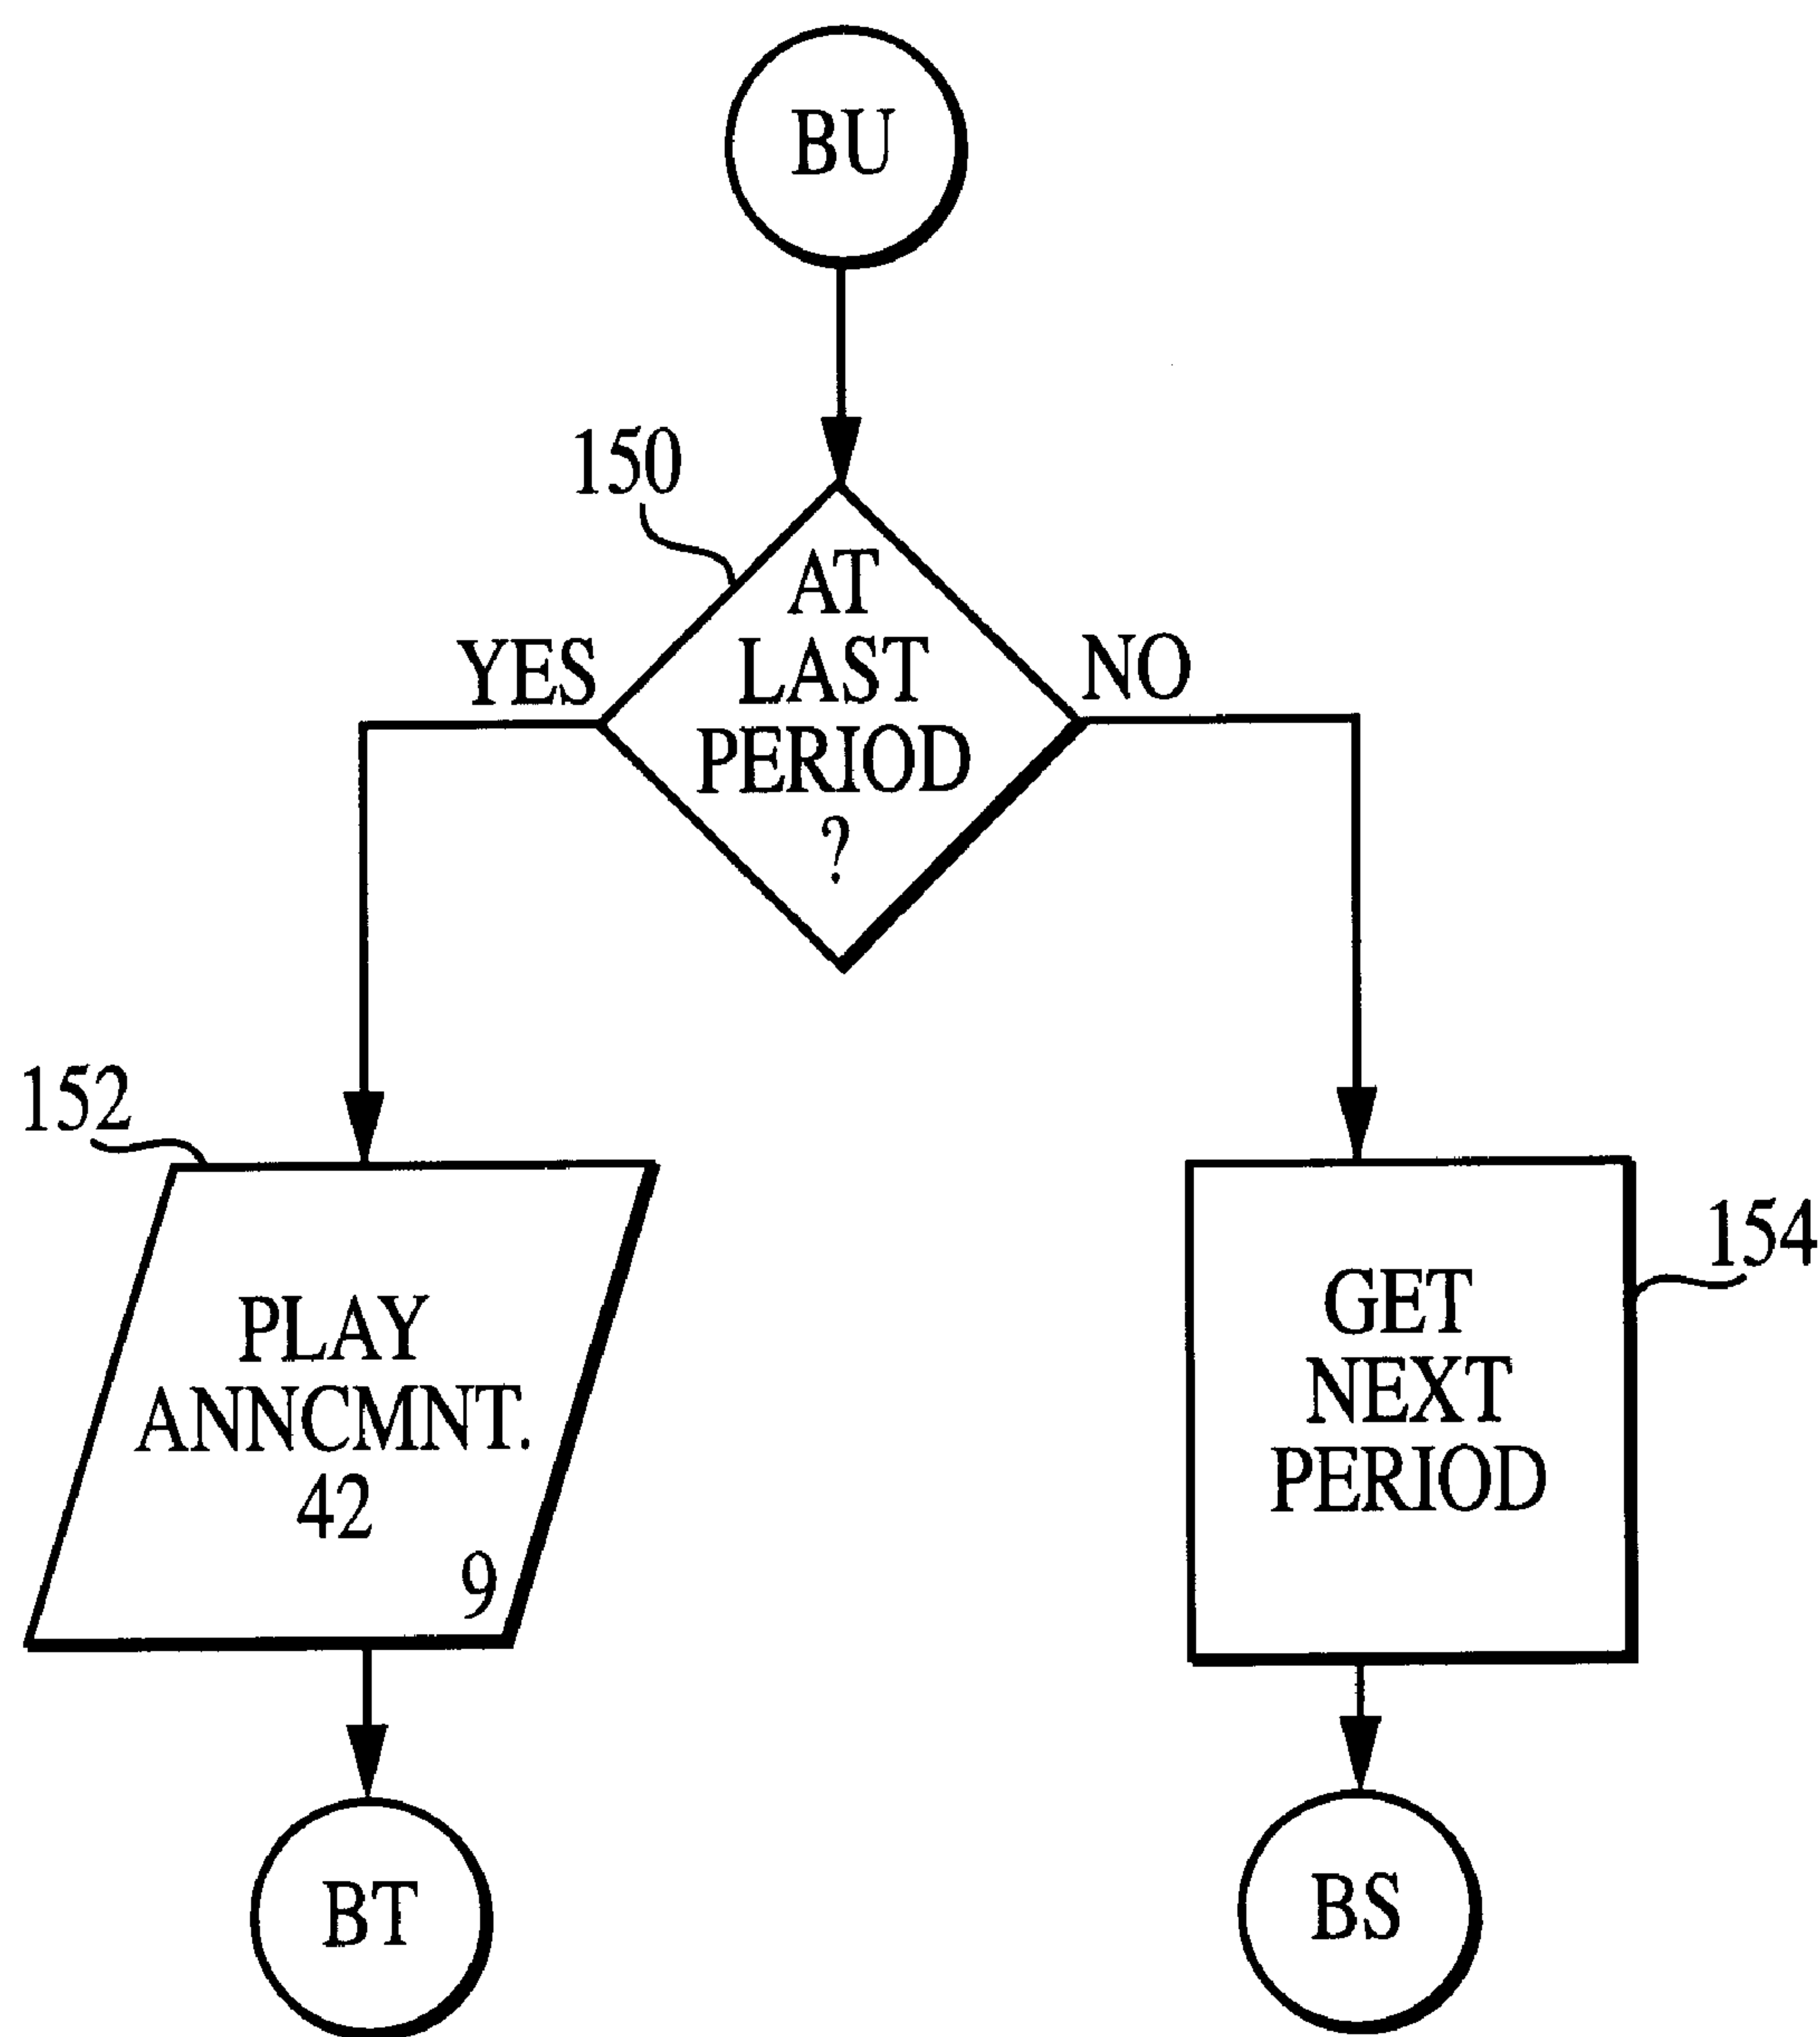 BU
150
AT
LAST
PERIOD
?
YES
NO
152
PLAY
ANNCMNT.
42
9
154
GET
NEXT
PERIOD
BT
BS